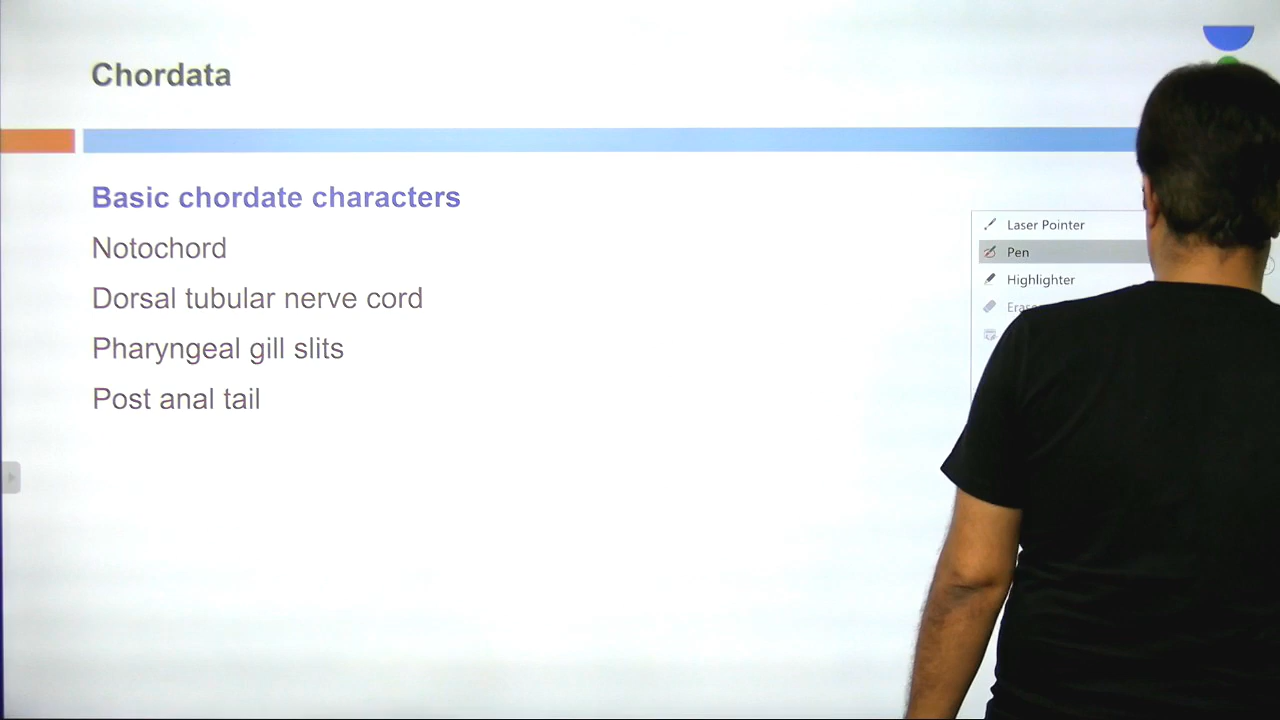 Chordata
Basic chordate characters
Notochord
Dorsal tubular nerve cord
Pharyngeal gill slits
Post anal tail
Laser Pointer
Pen
Highlighter